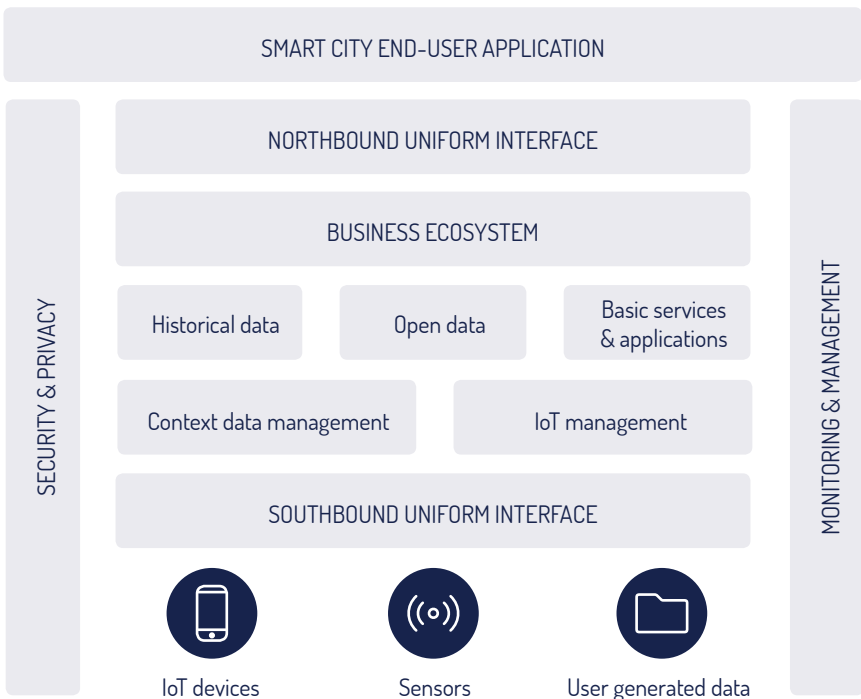 SMART CITY END-USER APPLICATION
SECURITY & PRIVACY
NORTHBOUND UNIFORM INTERFACE
BUSINESS ECOSYSTEM
Historical data
Open data
Basic services
& applications
Context data management
IoT management
SOUTHBOUND UNIFORM INTERFACE
IoT devices
Sensors
User generated data
MONITORING & MANAGEMENT